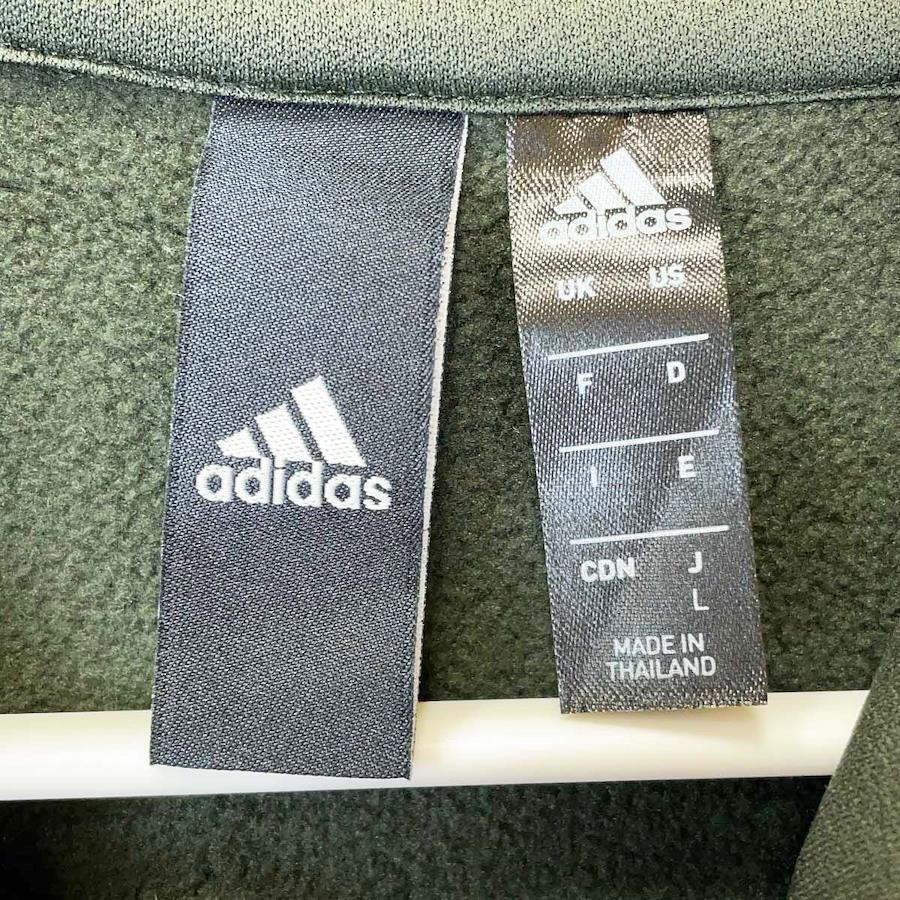 adidas
adidas
UK US
F D
I E
CDN J
L
MADE IN
THAILAND